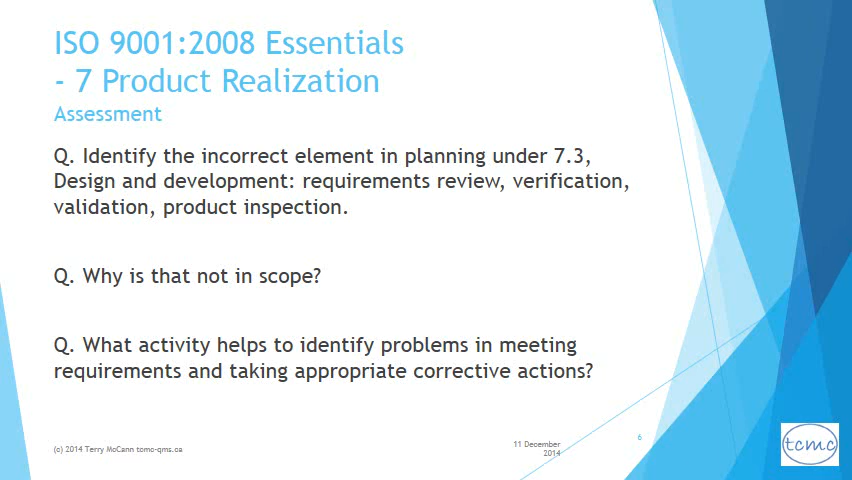 ISO 9001:2008 Essentials
- 7 Product Realization
Assessment
Q. Identify the incorrect element in planning under 7.3,
Design and development: requirements review, verification,
validation, product inspection.
Q. Why is that not in scope?
Q. What activity helps to identify problems in meeting
requirements and taking appropriate corrective actions?
(c) 2014 Terry McCann tcmc-qms.ca
11 December
2014
6
tcmc